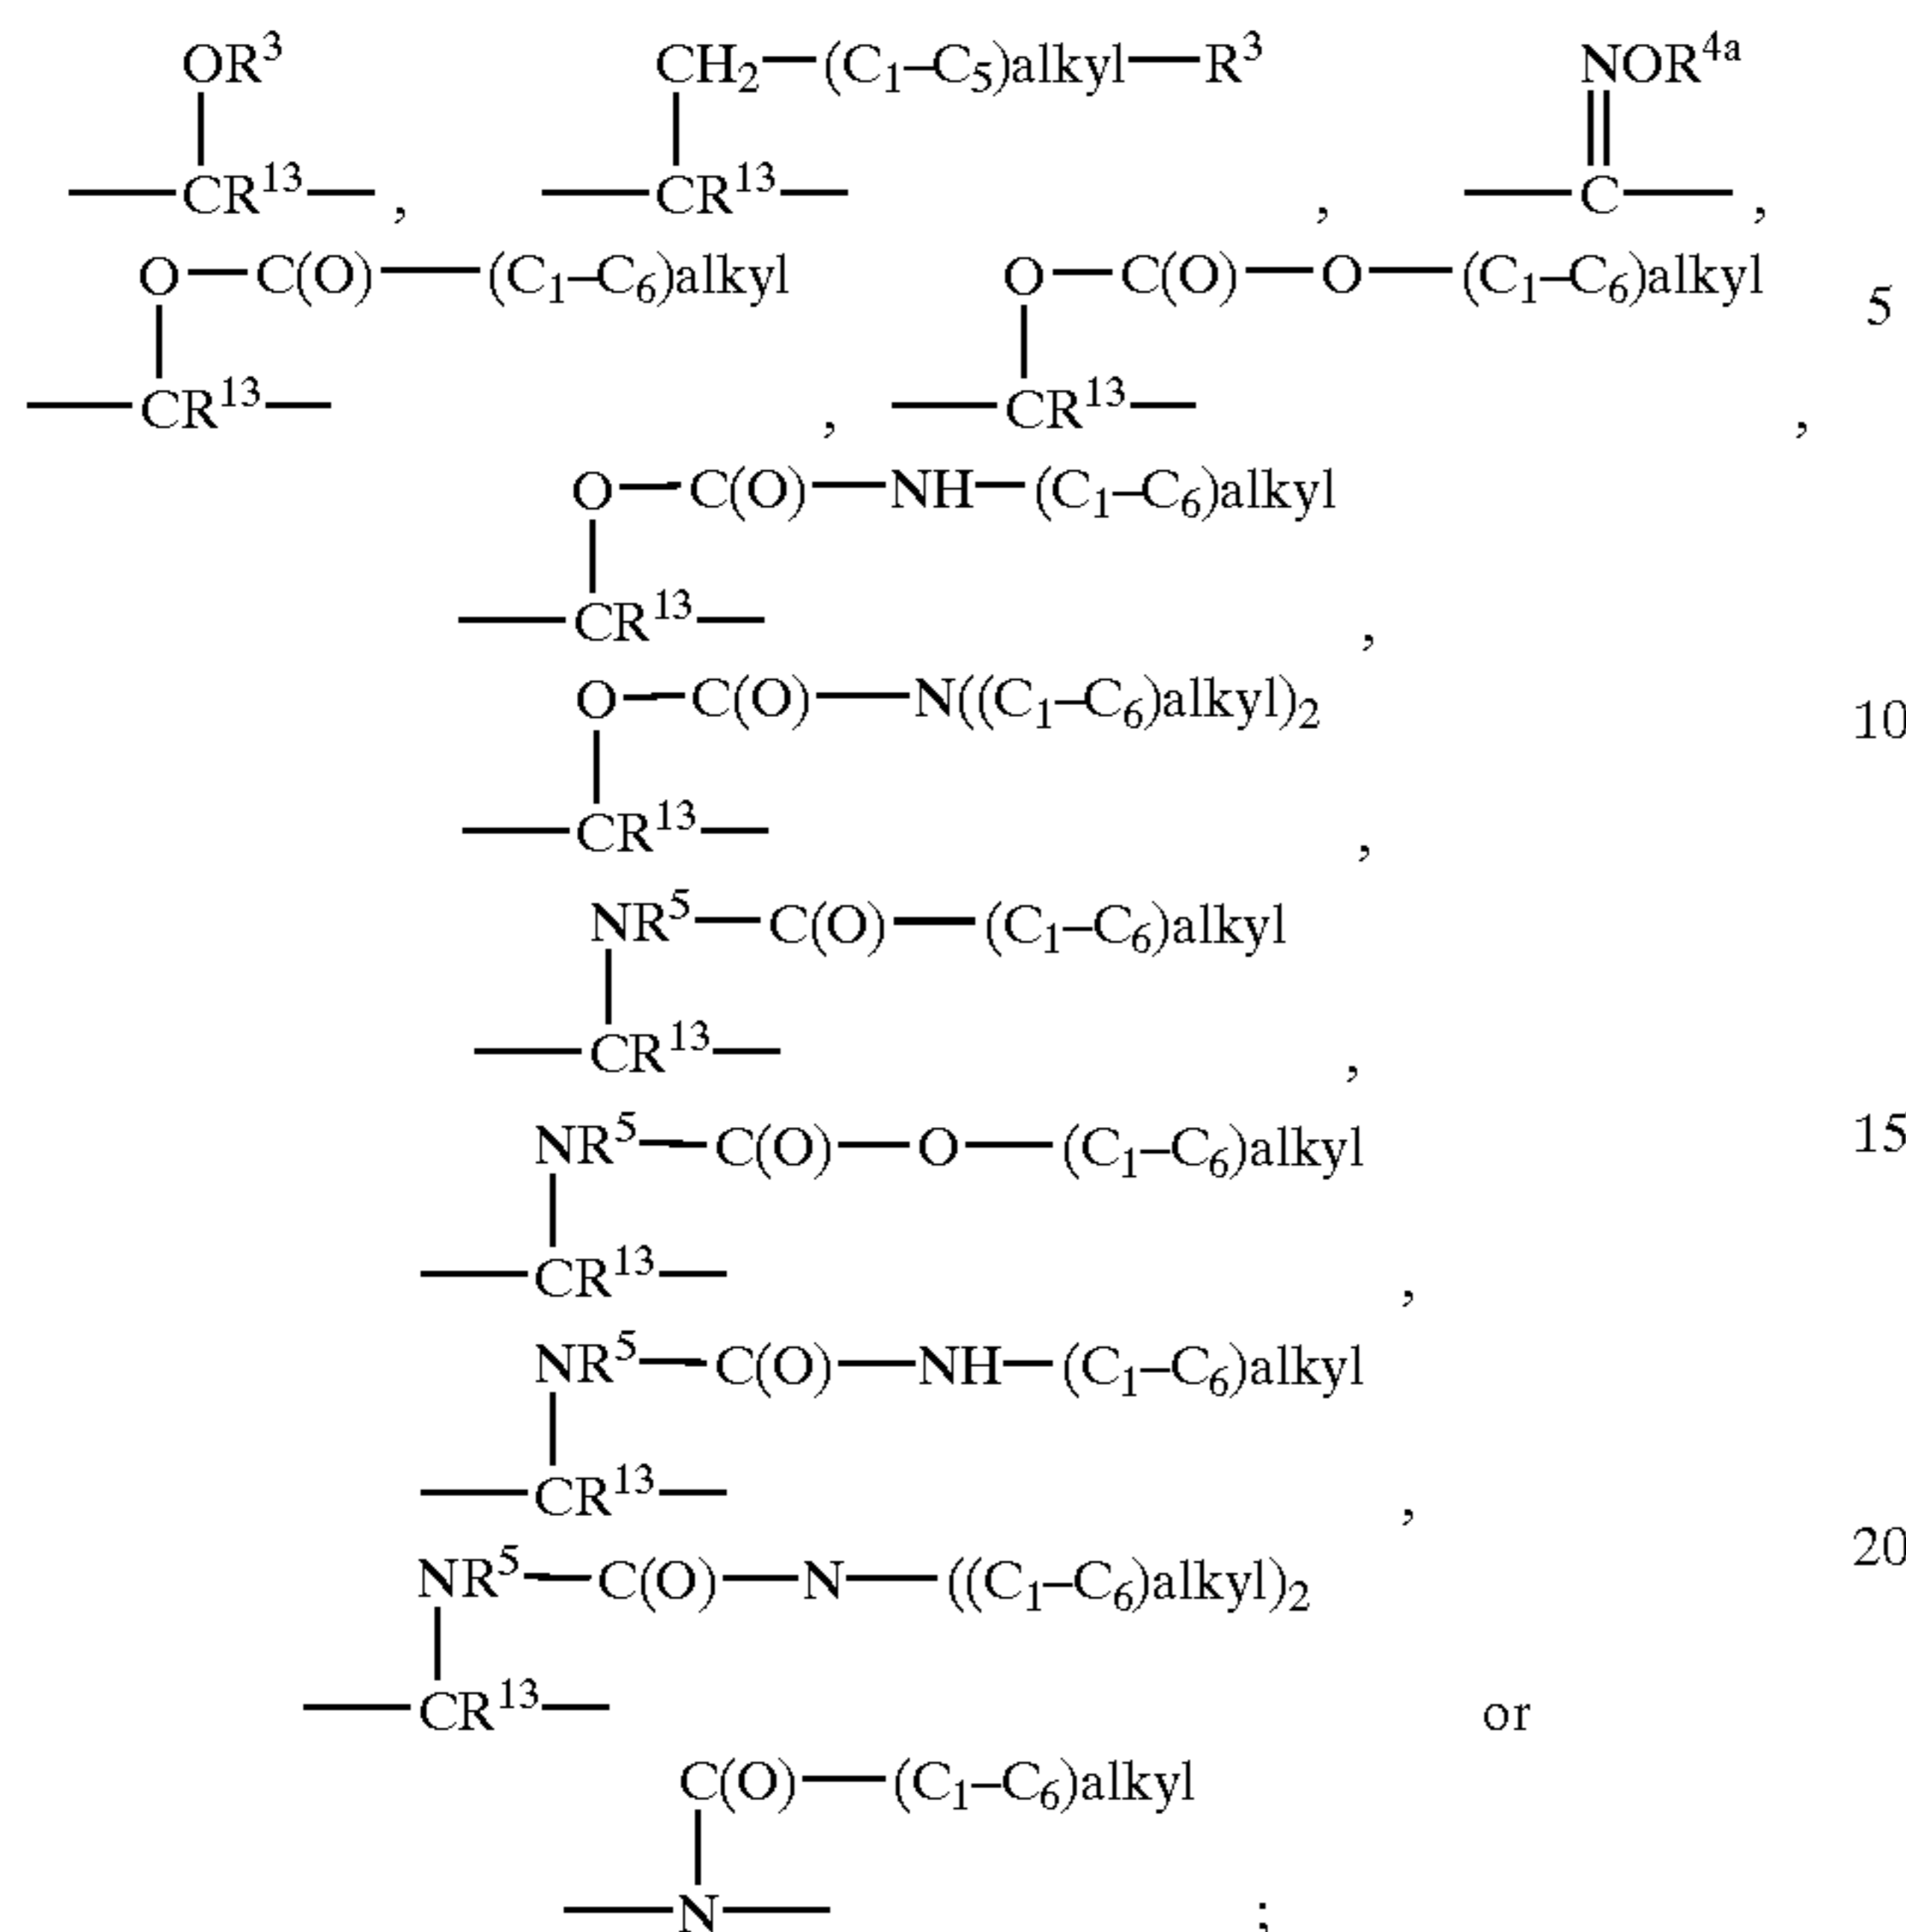 OR³ CH₂—(C₁–C₅)alkyl—R³ NOR⁴ᵃ
—CR¹³— , —CR¹³— , —C— ,
O—C(O)—(C₁–C₆)alkyl O—C(O)—O—(C₁–C₆)alkyl 5
—CR¹³— , —CR¹³— ,
O—C(O)—NH—(C₁–C₆)alkyl
—CR¹³— ,
O—C(O)—N((C₁–C₆)alkyl)₂ 10
—CR¹³— ,
NR⁵—C(O)—(C₁–C₆)alkyl
—CR¹³— ,
NR⁵—C(O)—O—(C₁–C₆)alkyl 15
—CR¹³— ,
NR⁵—C(O)—NH—(C₁–C₆)alkyl
—CR¹³— ,
NR⁵—C(O)—N—((C₁–C₆)alkyl)₂ 20
—CR¹³— or
C(O)—(C₁–C₆)alkyl
—N— ;